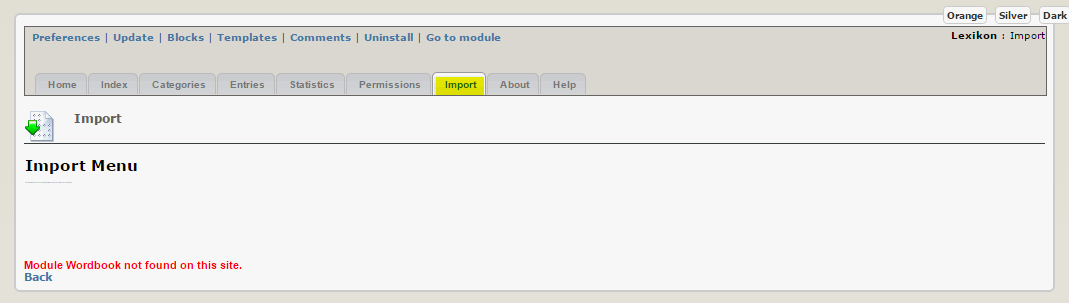 Orange Silver Dark
Preferences | Update | Blocks | Templates | Comments | Uninstall | Go to module
Lexikon : Import
Home Index Categories Entries Statistics Permissions Import About Help
Import
Import Menu
Module Wordbook not found on this site.
Back